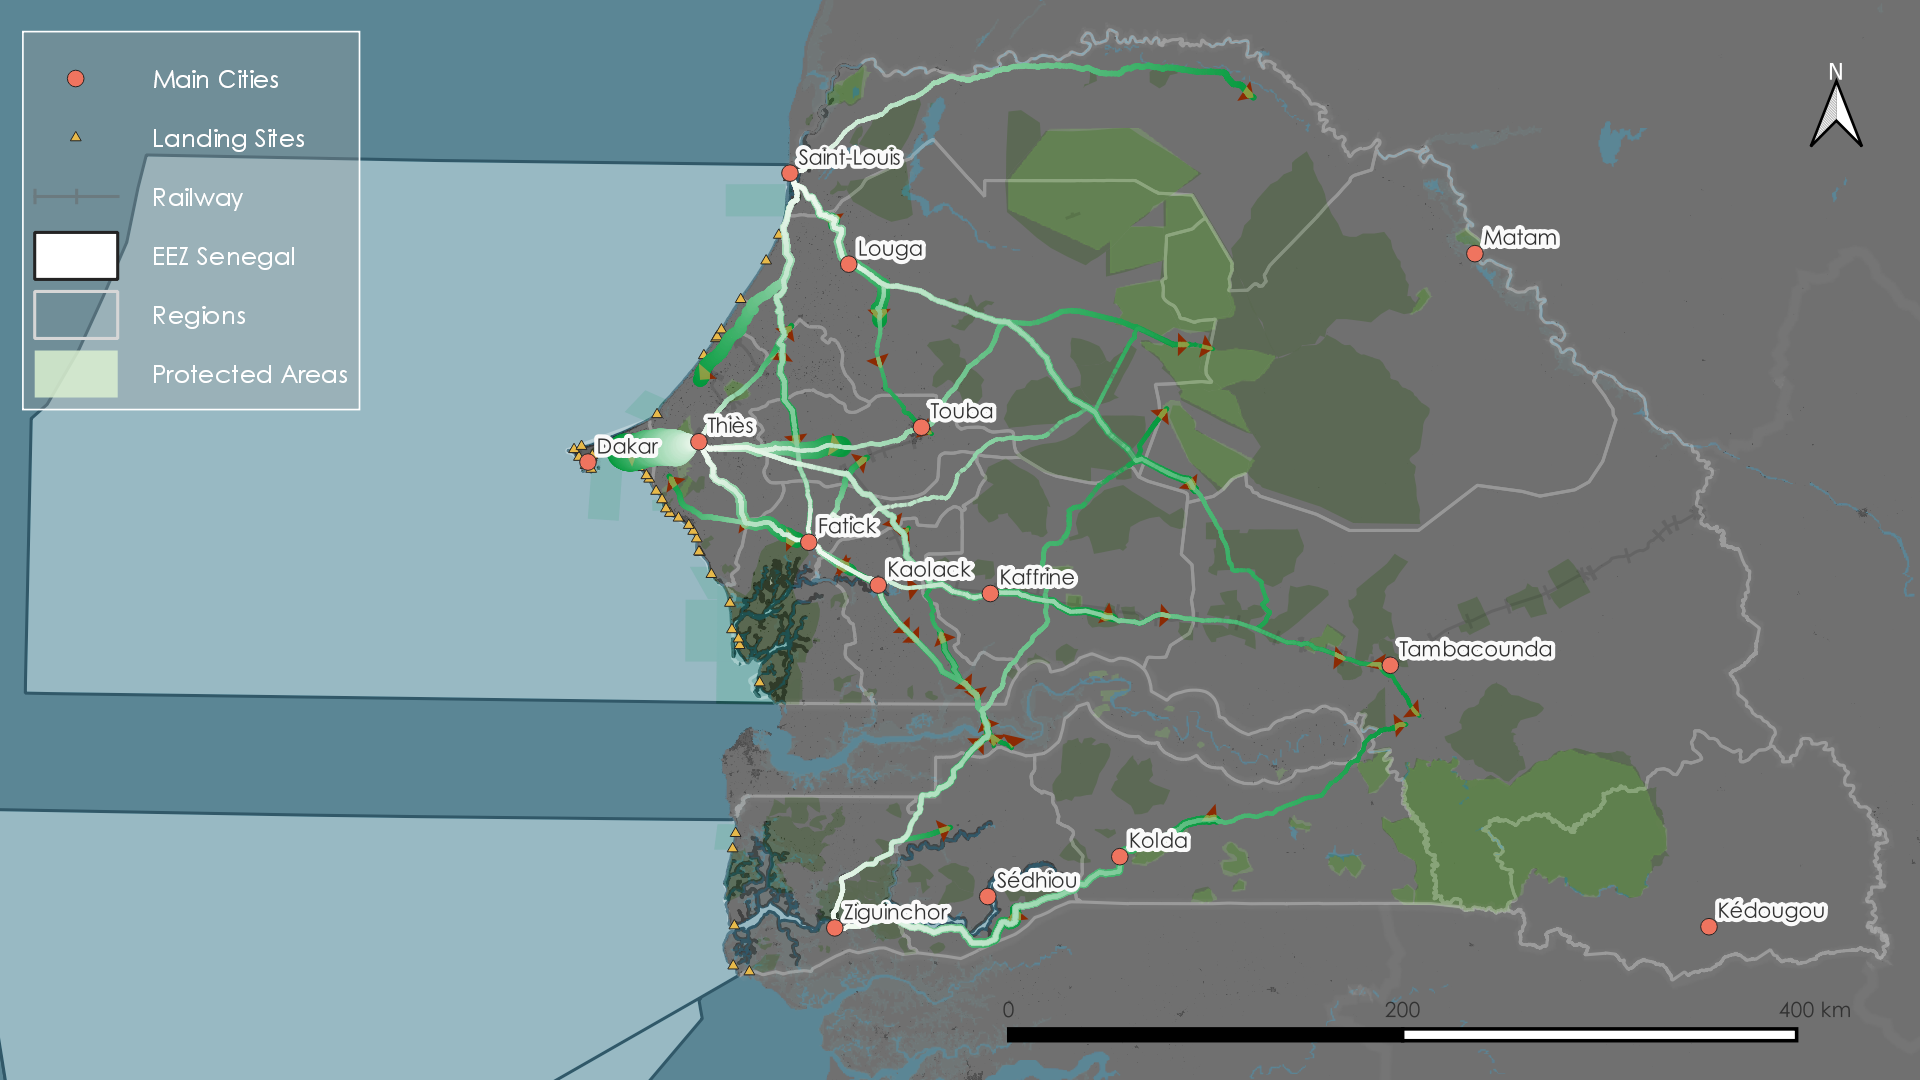 Main Cities
Landing Sites
Railway
EEZ Senegal
Regions
Protected Areas
N
Saint-Louis
Louga
Matam
Touba
Thiès
Dakar
Fatick
Kaolack
Kaffrine
Tambacounda
Kolda
Sédhiou
Ziguinchor
Kédougou
0 200 400 km